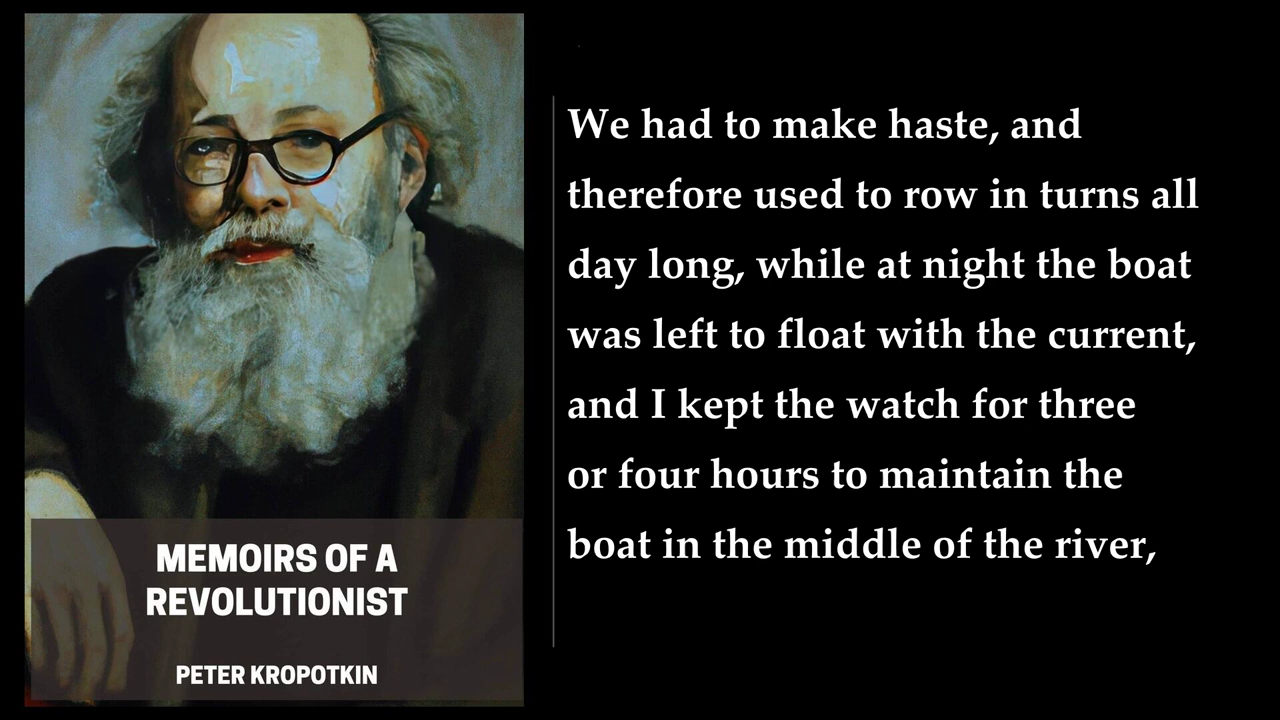 MEMOIRS OF A
REVOLUTIONIST
PETER KROPOTKIN
We had to make haste, and
therefore used to row in turns all
day long, while at night the boat
was left to float with the current,
and I kept the watch for three
or four hours to maintain the
boat in the middle of the river,